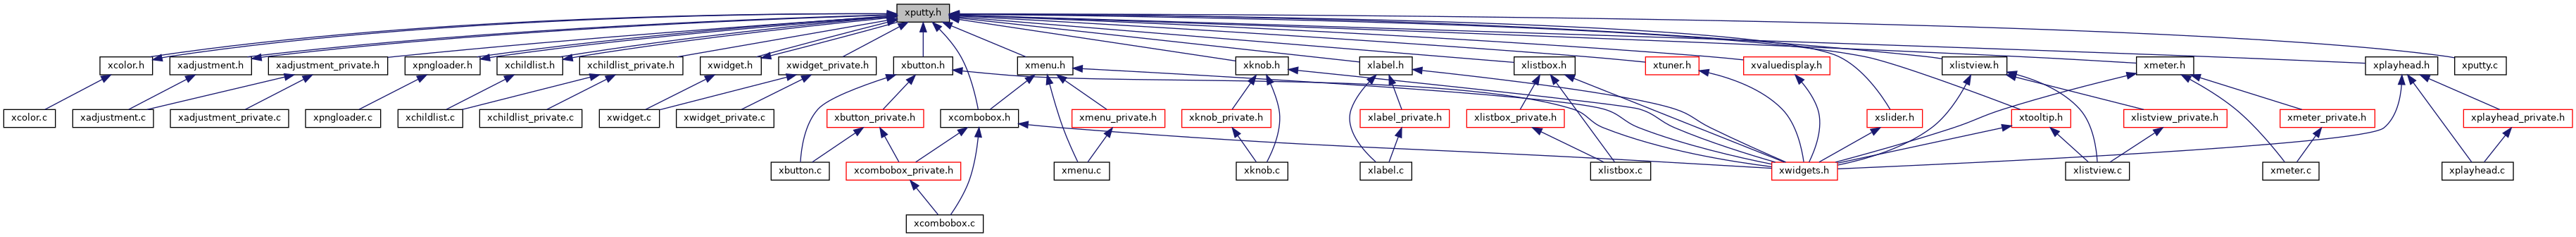 xputty.h
xcolor.h
xadjustment.h
xadjustment_private.h
xpngloader.h
xchildlist.h
xchildlist_private.h
xwidget.h
xwidget_private.h
xbutton.h
xmenu.h
xknob.h
xlabel.h
xlistbox.h
xtuner.h
xvaluedisplay.h
xlistview.h
xmeter.h
xplayhead.h
xputty.c
xcolor.c
xadjustment.c
xadjustment_private.c
xpngloader.c
xchildlist.c
xchildlist_private.c
xwidget.c
xwidget_private.c
xbutton_private.h
xcombobox.h
xmenu_private.h
xknob_private.h
xlabel_private.h
xlistbox_private.h
xslider.h
xtooltip.h
xlistview_private.h
xmeter_private.h
xplayhead_private.h
xbutton.c
xcombobox_private.h
xmenu.c
xknob.c
xlabel.c
xlistbox.c
xwidgets.h
xlistview.c
xmeter.c
xplayhead.c
xcombobox.c